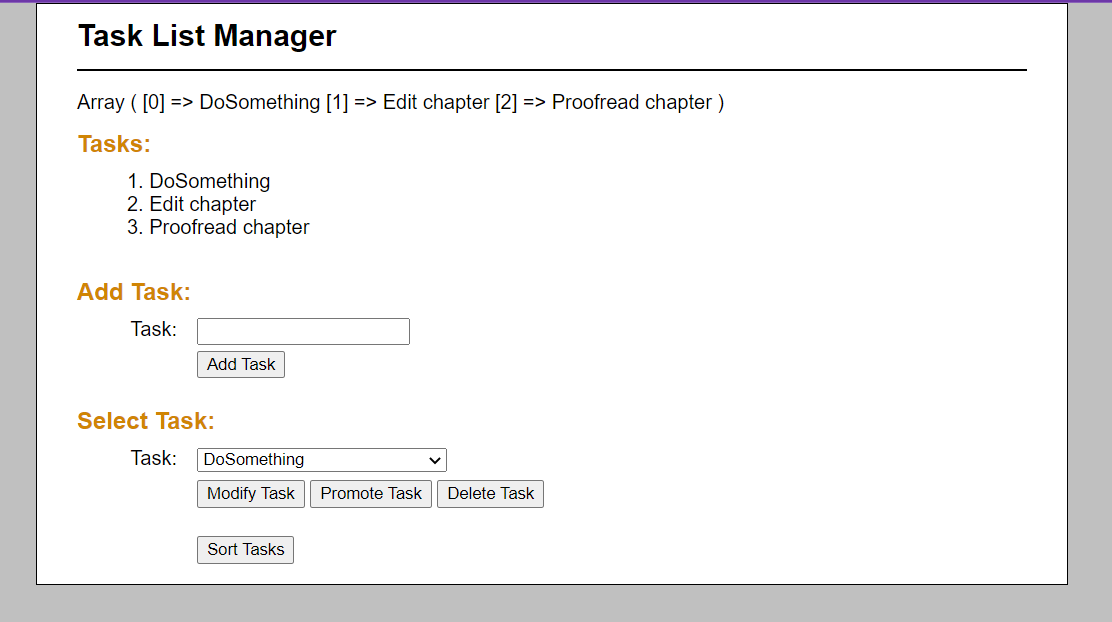 Task List Manager
Array ( [0] => DoSomething [1] => Edit chapter [2] => Proofread chapter )
Tasks:
1. DoSomething
2. Edit chapter
3. Proofread chapter
Add Task:
Task:
Add Task
Select Task:
Task: DoSomething
Modify Task Promote Task Delete Task
Sort Tasks